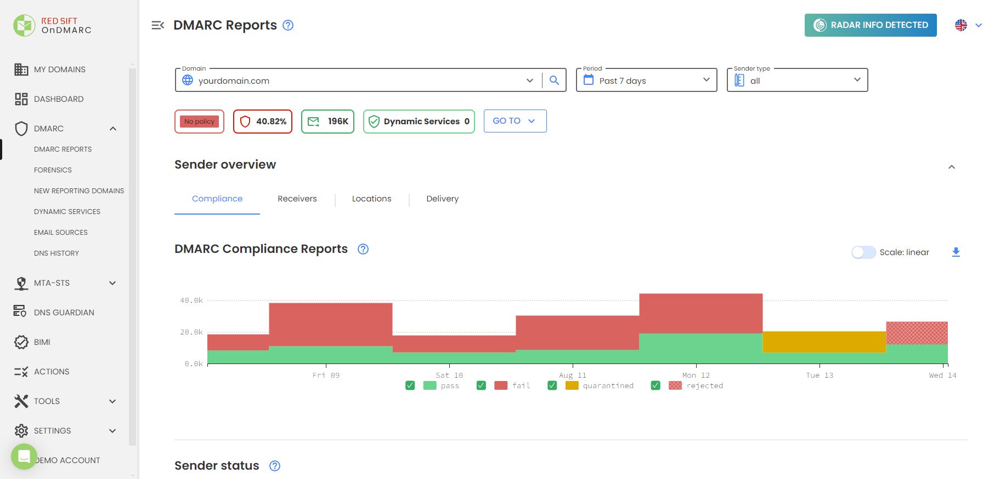 RED SIFT
OnDMARC
MY DOMAINS
DASHBOARD
DMARC
DMARC REPORTS
FORENSICS
NEW REPORTING DOMAINS
DYNAMIC SERVICES
EMAIL SOURCES
DNS HISTORY
MTA-STS
DNS GUARDIAN
BIMI
ACTIONS
TOOLS
SETTINGS
DEMO ACCOUNT
DMARC Reports
RADAR INFO DETECTED
Domain
yourdomain.com
Period
Past 7 days
Sender type
all
No policy
40.82%
196K
Dynamic Services 0
GO TO
Sender overview
Compliance
Receivers
Locations
Delivery
DMARC Compliance Reports
Scale: linear
40.0k
20.0k
0.0k
Fri 09
Sat 10
Aug 11
Mon 12
Tue 13
Wed 14
pass
fail
quarantined
rejected
Sender status